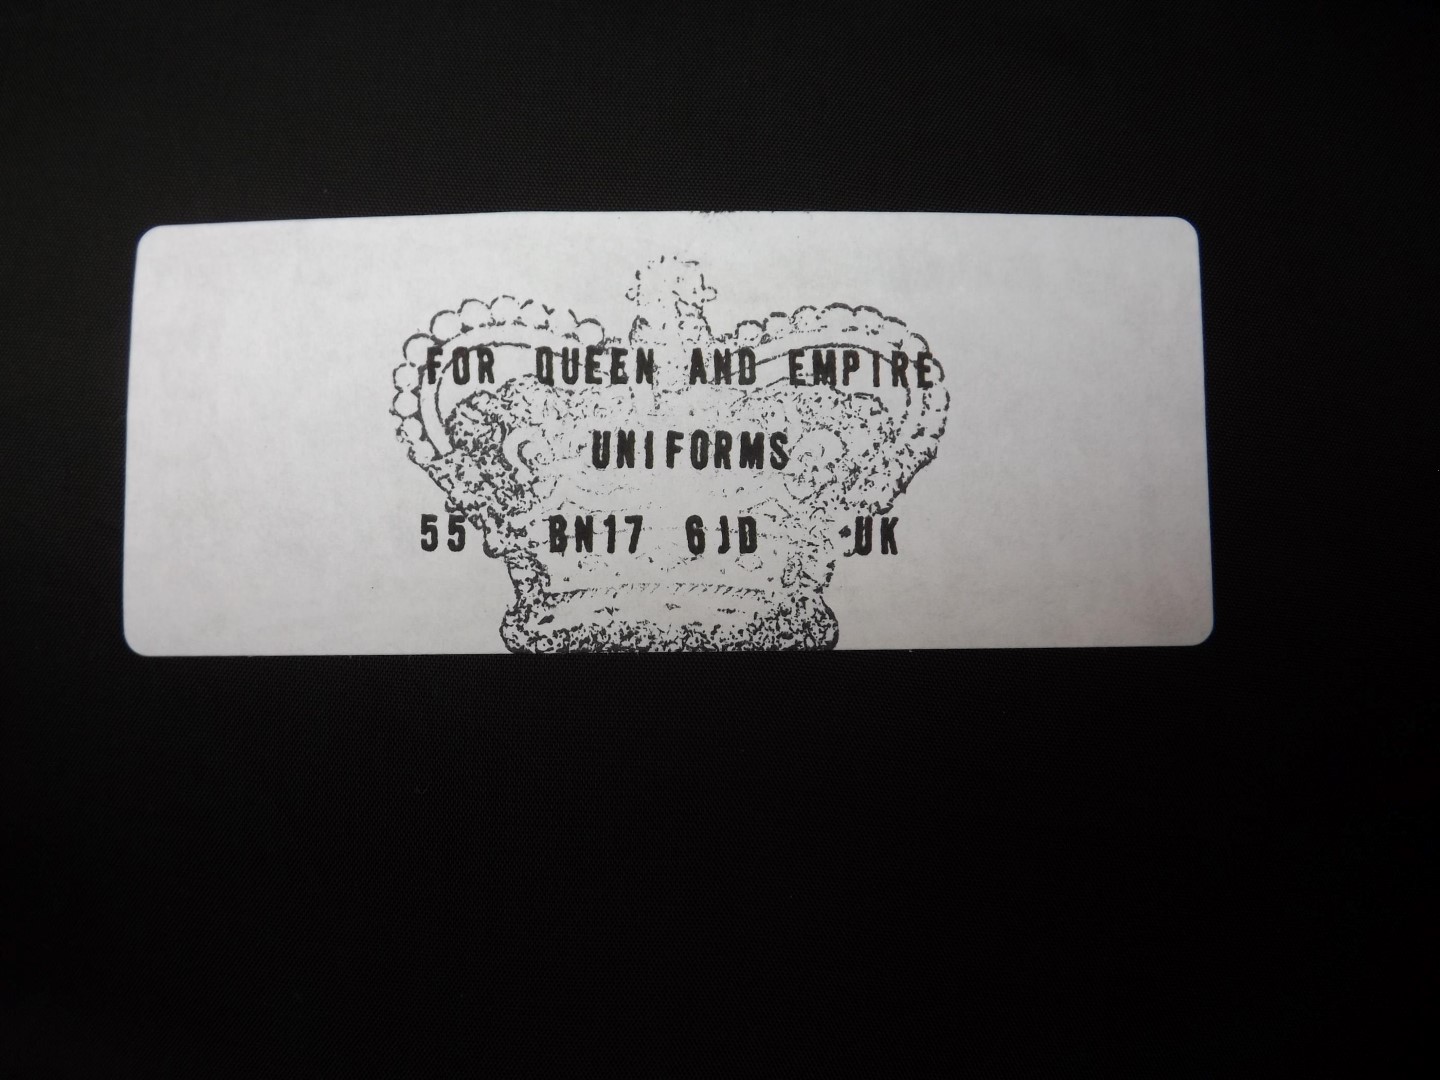 FOR QUEEN AND EMPIRE
UNIFORMS
55 BN17 6JD UK